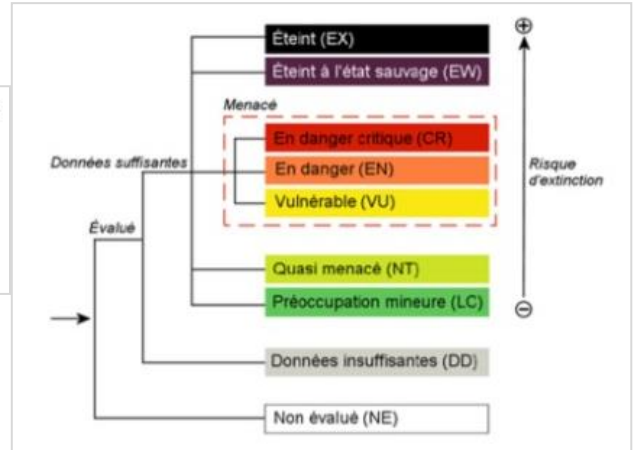 Éteint (EX)
Éteint à l'état sauvage (EW)
Menacé
En danger critique (CR)
Données suffisantes
En danger (EN)
Risque
d'extinction
Vulnérable (VU)
Évalué
Quasi menacé (NT)
Préoccupation mineure (LC)
Données insuffisantes (DD)
Non évalué (NE)